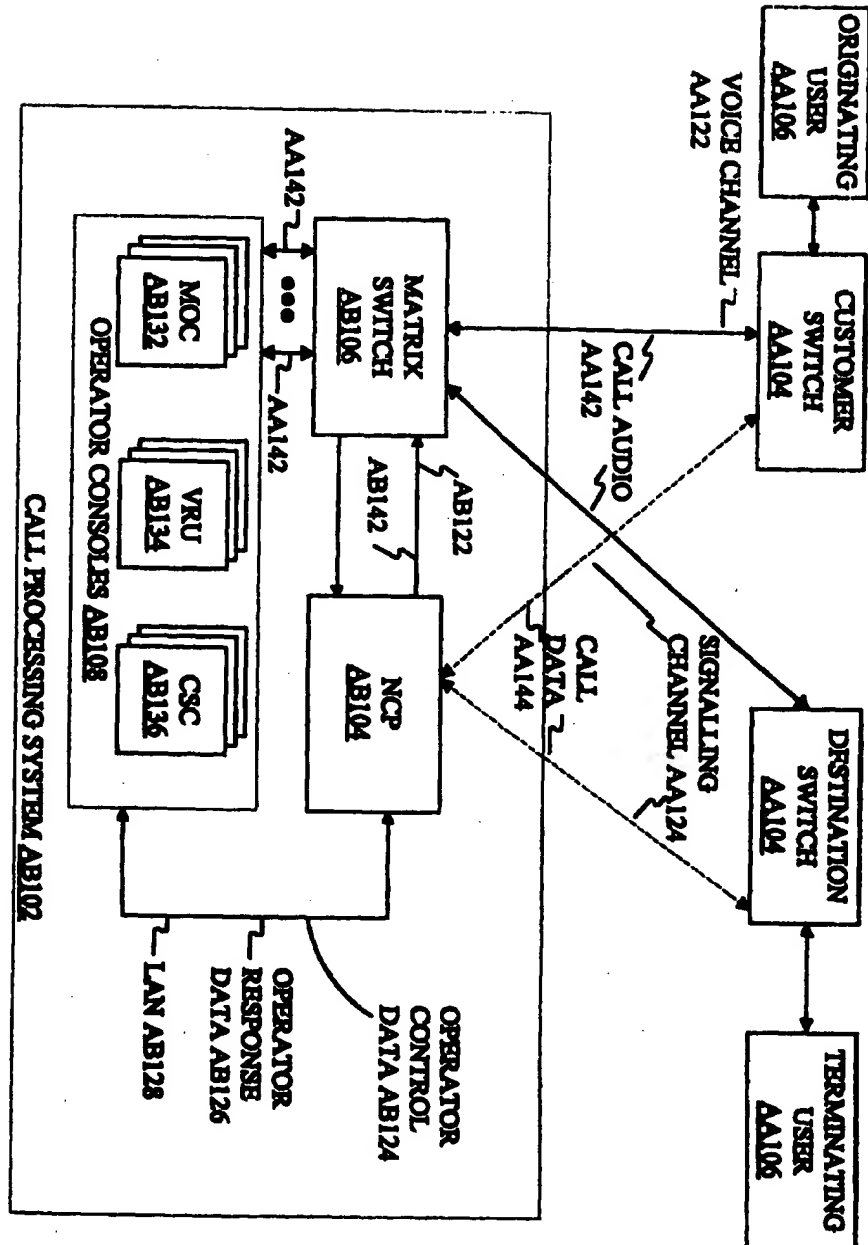 ORIGINATING
USER
AA106
CUSTOMER
SWITCH
AA104
DESTINATION
SWITCH
AA104
TERMINATING
USER
AA106
VOICE CHANNEL
AA122
CALL AUDIO
AA142
SIGNALLING
CHANNEL AA124
CALL
DATA
AA144
MATRIX
SWITCH
AB106
AB122
AB142
NCP
AB104
AA142
AA142
MOC
AB132
VRU
AB134
CSC
AB136
OPERATOR CONSOLES AB108
OPERATOR
CONTROL
DATA AB124
OPERATOR
RESPONSE
DATA AB126
LAN AB128
CALL PROCESSING SYSTEM AB102